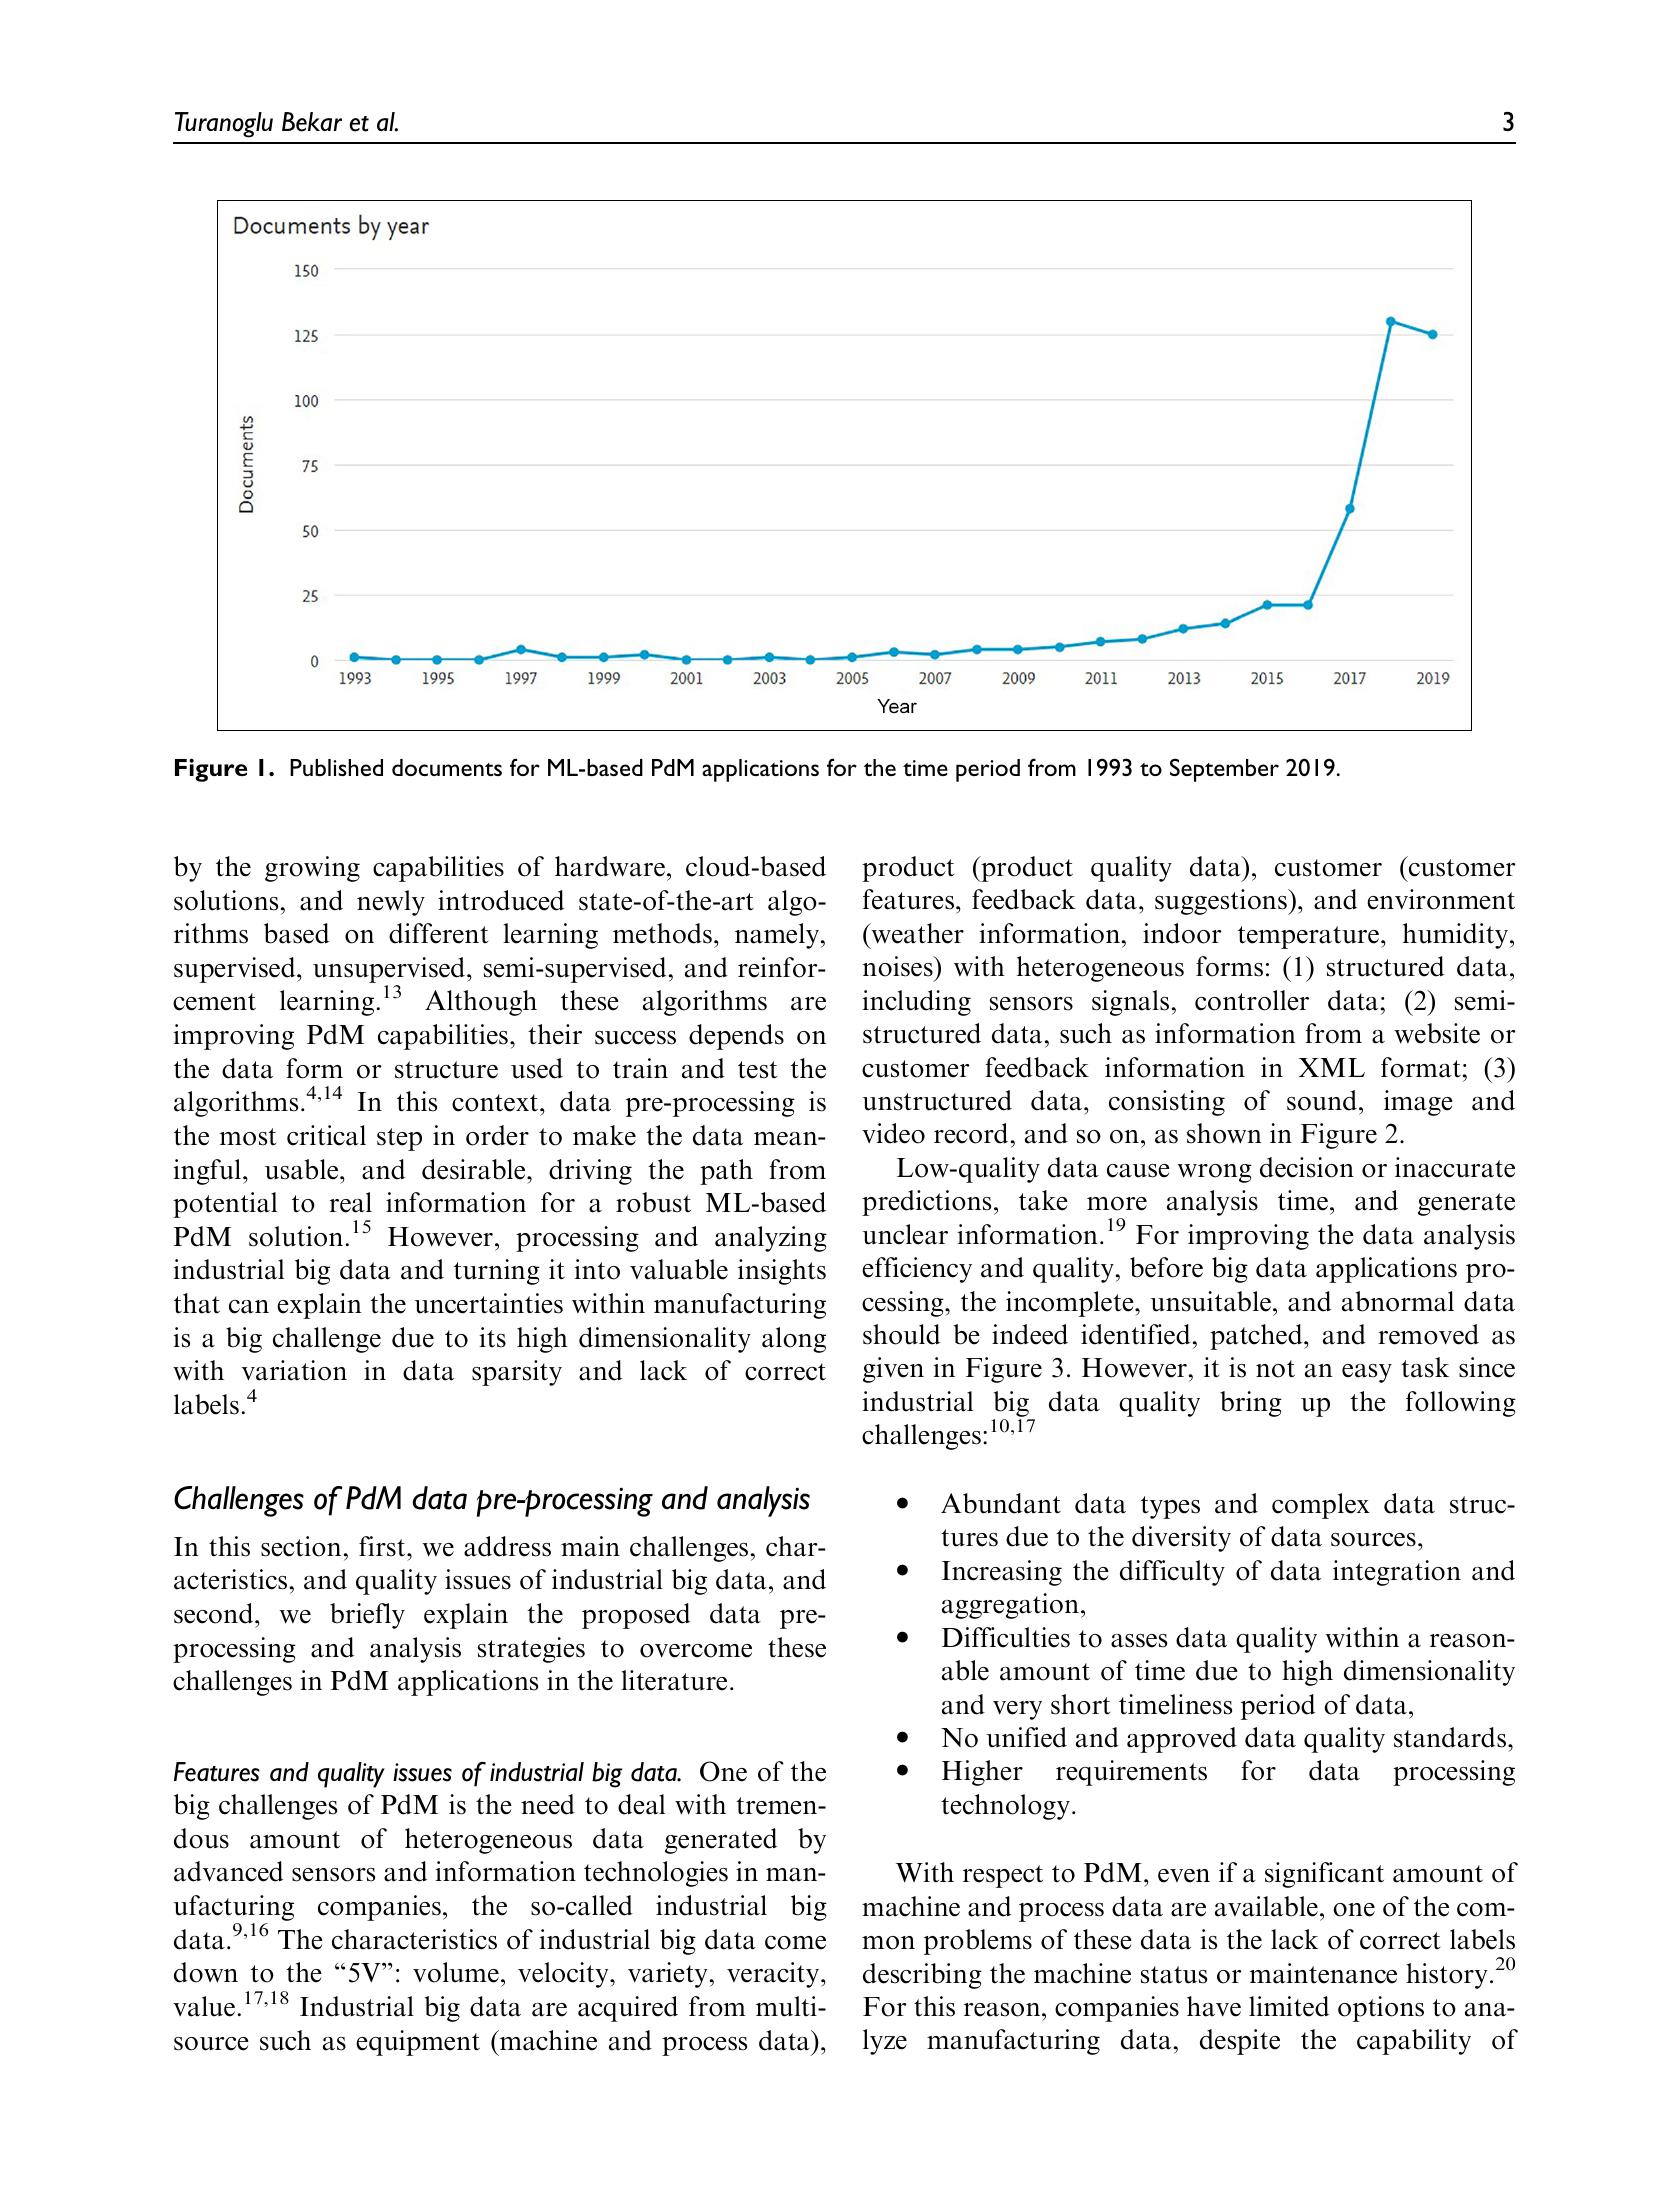 Turanoglu Bekar et al.
3
Documents by year
150
125
100
75
50
25
0
Documents
1993 1995 1997 1999 2001 2003 2005 2007 2009 2011 2013 2015 2017 2019
Year
Figure 1. Published documents for ML-based PdM applications for the time period from 1993 to September 2019.
by the growing capabilities of hardware, cloud-based
solutions, and newly introduced state-of-the-art algo-
rithms based on different learning methods, namely,
supervised, unsupervised, semi-supervised, and reinfor-
cement learning.13 Although these algorithms are
improving PdM capabilities, their success depends on
the data form or structure used to train and test the
algorithms.4,14 In this context, data pre-processing is
the most critical step in order to make the data mean-
ingful, usable, and desirable, driving the path from
potential to real information for a robust ML-based
PdM solution.15 However, processing and analyzing
industrial big data and turning it into valuable insights
that can explain the uncertainties within manufacturing
is a big challenge due to its high dimensionality along
with variation in data sparsity and lack of correct
labels.4
Challenges of PdM data pre-processing and analysis
In this section, first, we address main challenges, char-
acteristics, and quality issues of industrial big data, and
second, we briefly explain the proposed data pre-
processing and analysis strategies to overcome these
challenges in PdM applications in the literature.
Features and quality issues of industrial big data. One of the
big challenges of PdM is the need to deal with tremen-
dous amount of heterogeneous data generated by
advanced sensors and information technologies in man-
ufacturing companies, the so-called industrial big
data.9,16 The characteristics of industrial big data come
down to the “5V”: volume, velocity, variety, veracity,
value.17,18 Industrial big data are acquired from multi-
source such as equipment (machine and process data),
product (product quality data), customer (customer
features, feedback data, suggestions), and environment
(weather information, indoor temperature, humidity,
noises) with heterogeneous forms: (1) structured data,
including sensors signals, controller data; (2) semi-
structured data, such as information from a website or
customer feedback information in XML format; (3)
unstructured data, consisting of sound, image and
video record, and so on, as shown in Figure 2.
Low-quality data cause wrong decision or inaccurate
predictions, take more analysis time, and generate
unclear information.19 For improving the data analysis
efficiency and quality, before big data applications pro-
cessing, the incomplete, unsuitable, and abnormal data
should be indeed identified, patched, and removed as
given in Figure 3. However, it is not an easy task since
industrial big data quality bring up the following
challenges:10,17
• Abundant data types and complex data struc-
tures due to the diversity of data sources,
• Increasing the difficulty of data integration and
aggregation,
• Difficulties to asses data quality within a reason-
able amount of time due to high dimensionality
and very short timeliness period of data,
• No unified and approved data quality standards,
• Higher requirements for data processing
technology.
With respect to PdM, even if a significant amount of
machine and process data are available, one of the com-
mon problems of these data is the lack of correct labels
describing the machine status or maintenance history.20
For this reason, companies have limited options to ana-
lyze manufacturing data, despite the capability of